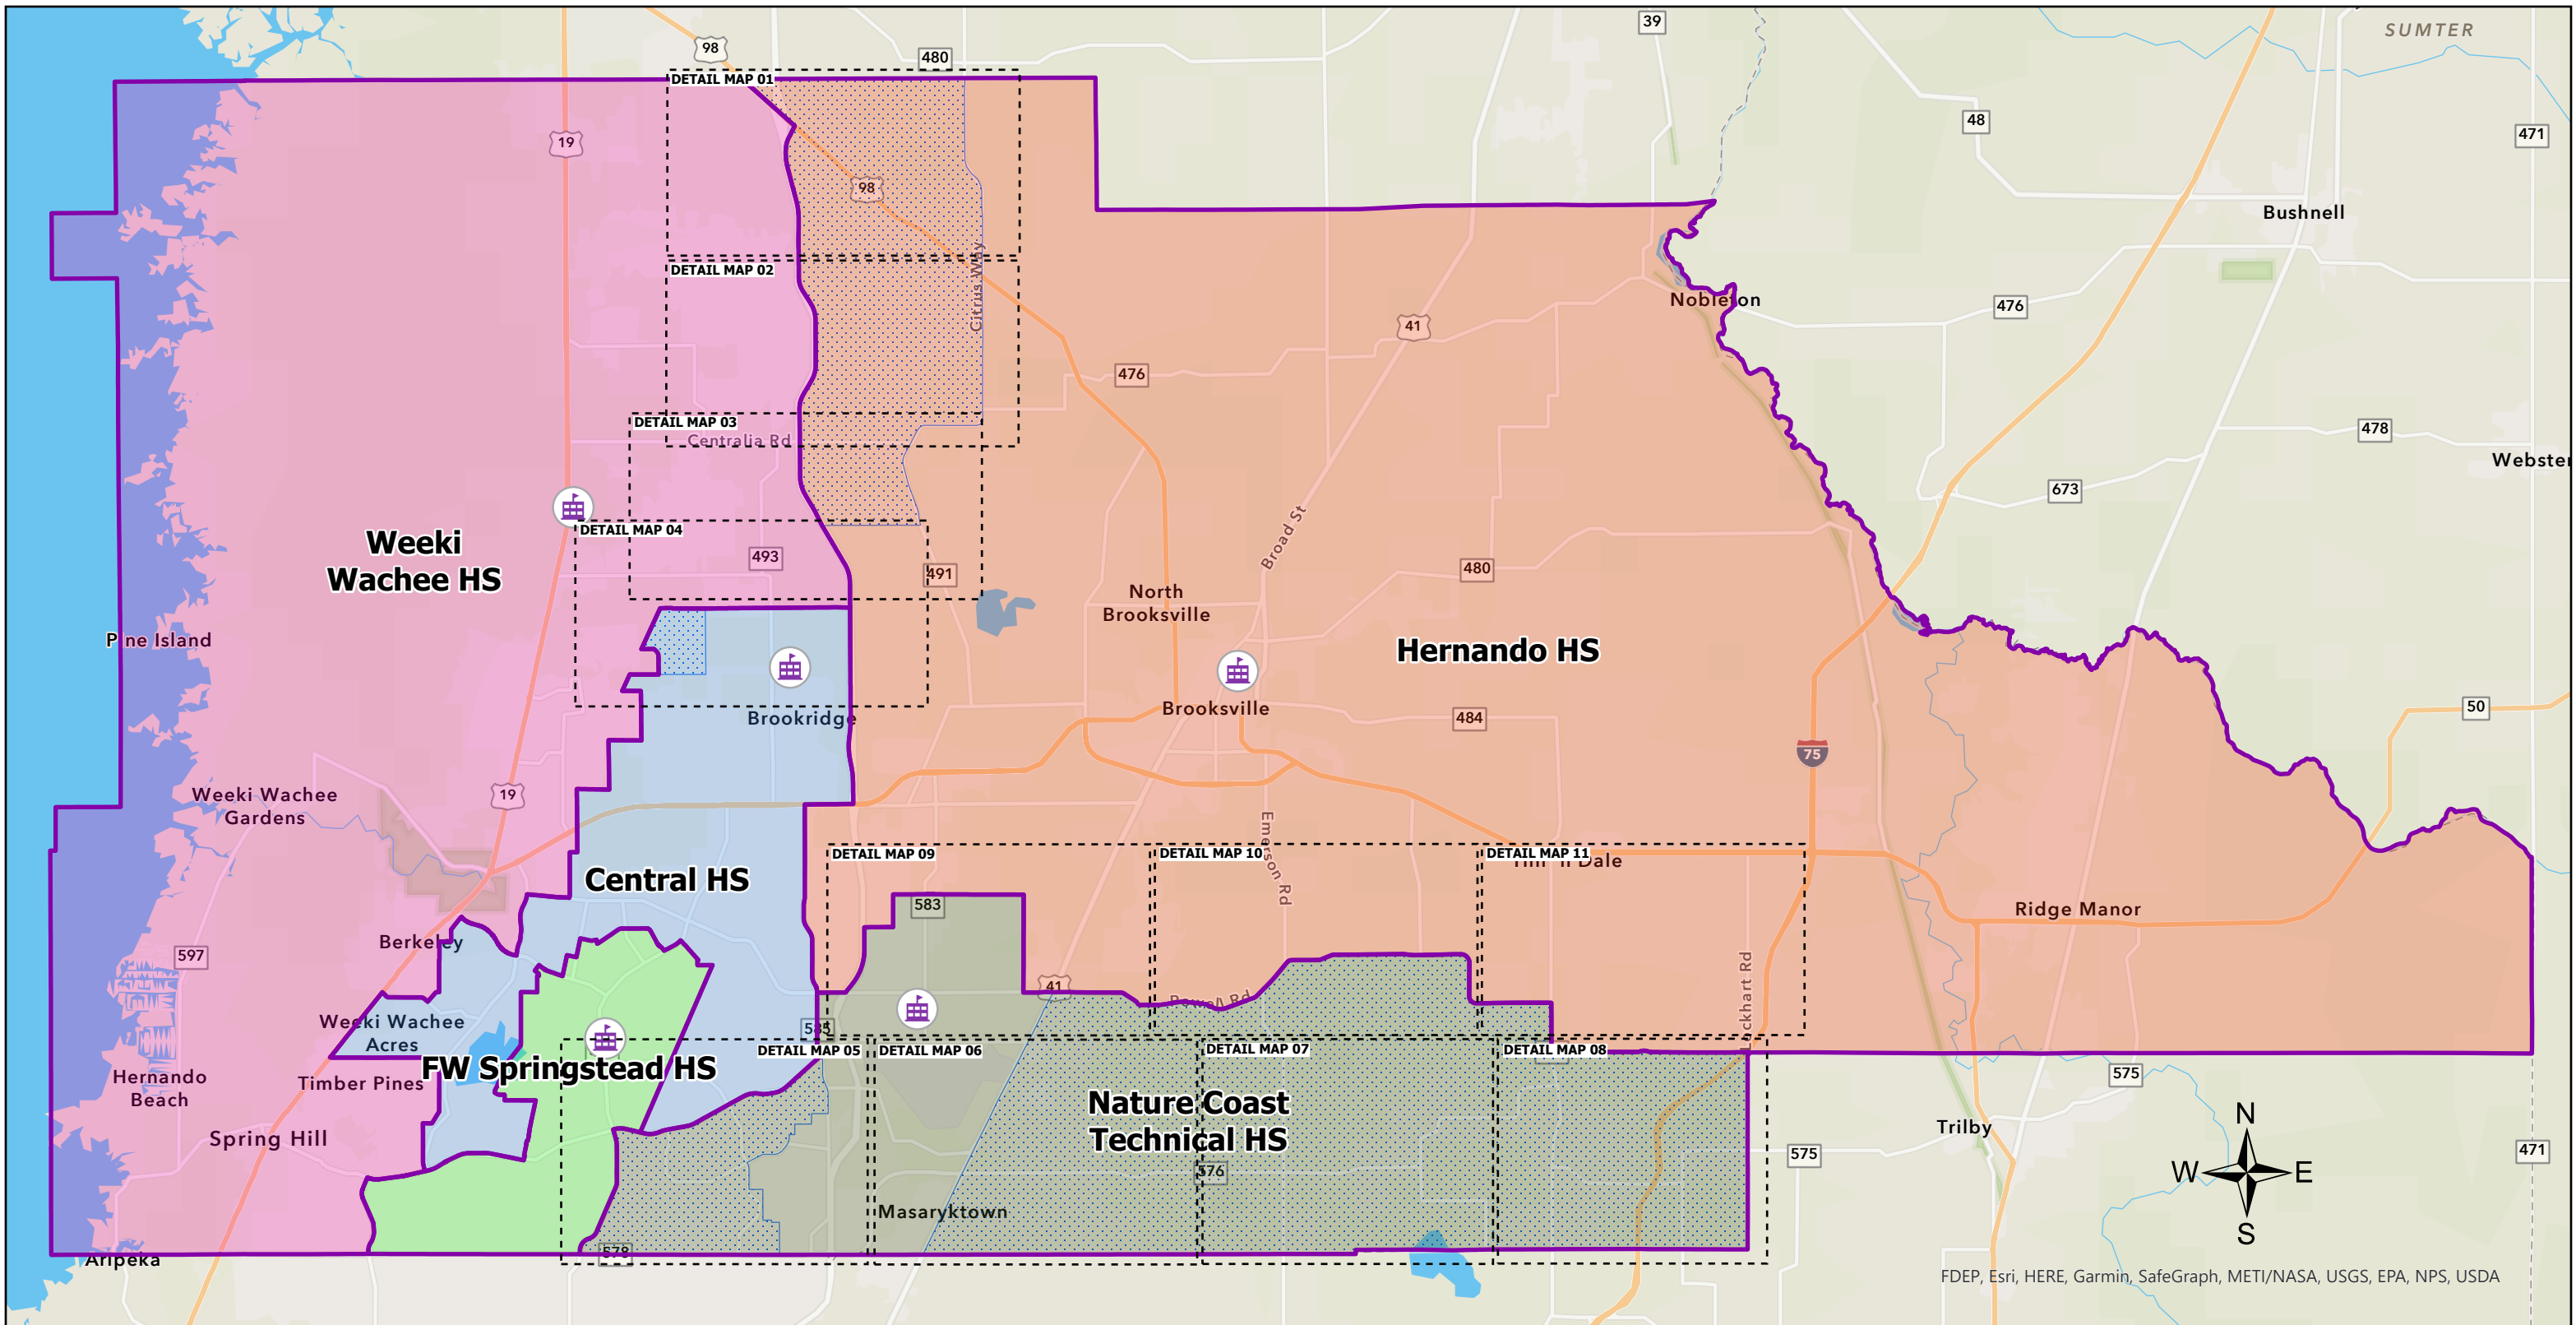 39
SUMTER
98
480
DETAIL MAP 01
48
471
19
98
Bushnell
Citrus Way
DETAIL MAP 02
Nobleton
476
41
476
DETAIL MAP 03
Centralia Rd
478
Webster
673
DETAIL MAP 04
Broad St
Weeki
Wachee HS
493
491
480
North
Brooksville
Pine Island
Hernando HS
Brookridge
Brooksville
484
50
75
Weeki Wachee
Gardens
19
Emerson Rd
DETAIL MAP 09
DETAIL MAP 10
DETAIL MAP 11
Dale
Central HS
583
Ridge Manor
Berkeley
597
41
Powell Rd
Lockhart Rd
Weeki Wachee
Acres
585
DETAIL MAP 05
DETAIL MAP 06
DETAIL MAP 07
DETAIL MAP 08
FW Springstead HS
Hernando
Beach
Timber Pines
575
Nature Coast
Technical HS
Trilby
N
Spring Hill
575
471
576
W
E
Masaryktown
S
578
Aripeka
FDEP, Esri, HERE, Garmin, SafeGraph, METI/NASA, USGS, EPA, NPS, USDA